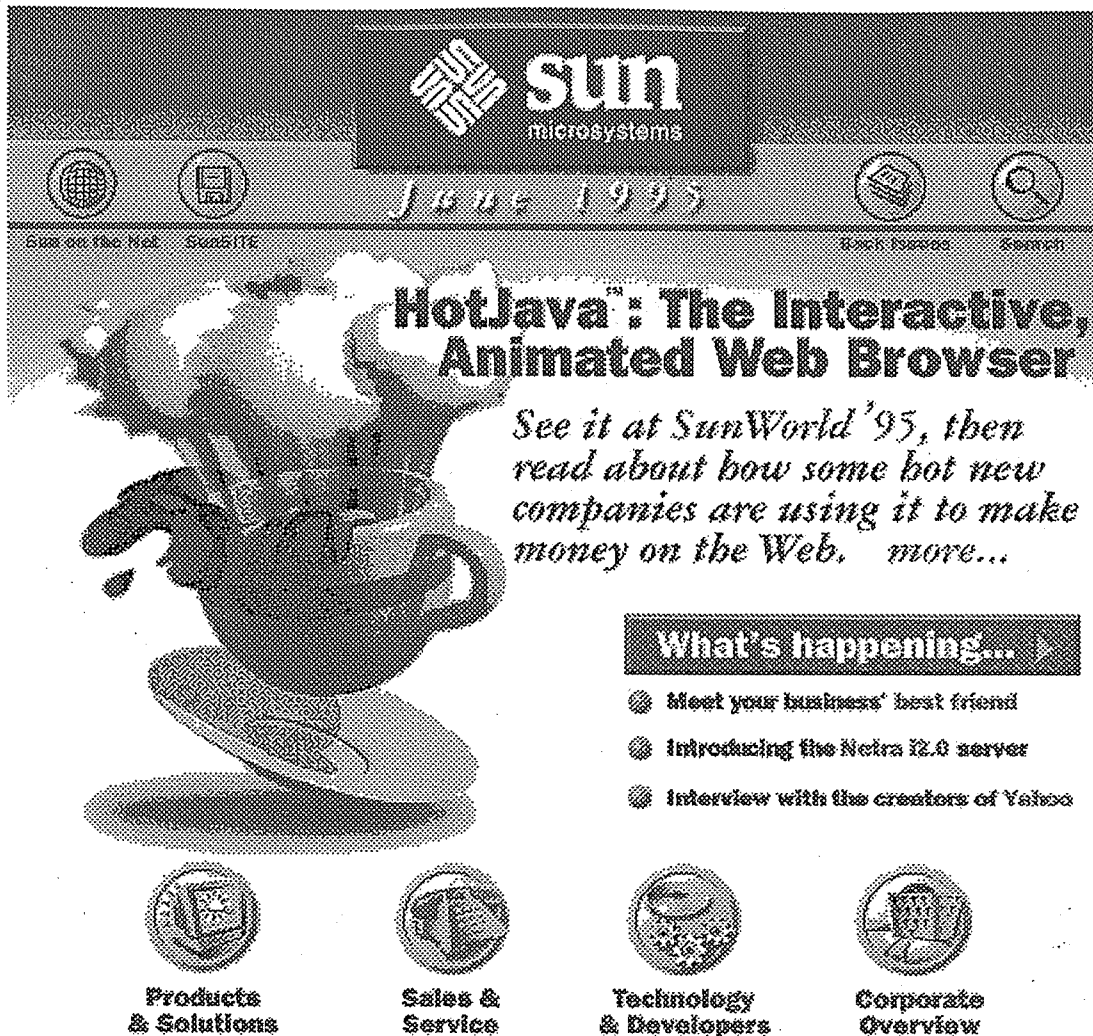 sun
microsystems
June 1995
Sun on the Net SunSITE Back Issues Search
HotJava™: The Interactive,
Animated Web Browser
See it at SunWorld '95, then
read about how some hot new
companies are using it to make
money on the Web. more...
What's happening...
Meet your business' best friend
Introducing the Netra i2.0 server
Interview with the creators of Yahoo
Products
& Solutions
Sales &
Service
Technology
& Developers
Corporate
Overview